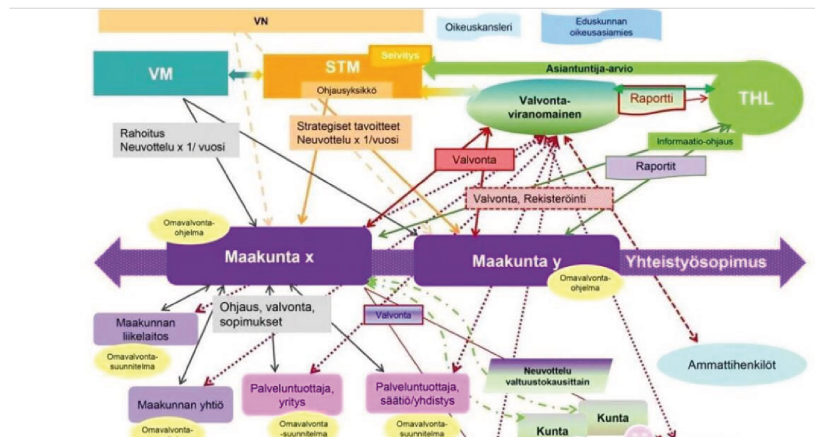 VN
Oikeuskansleri
Eduskunnan
oikeusasiamies
VM
STM
Selvitys
Ohjausyksikkö
Asiantuntija-arvio
Valvonta-
viranomainen
Raportti
THL
Rahoitus
Neuvottelu x 1/ vuosi
Strategiset tavoitteet
Neuvottelu x 1/vuosi
Informaatio-ohjaus
Valvonta
Raportit
Valvonta, Rekisteröinti
Omavalvonta-
ohjelma
Maakunta x
Maakunta y
Yhteistyösopimus
Omavalvonta-
ohjelma
Ohjaus, valvonta,
sopimukset
Valvonta
Maakunnan
liikelaitos
Omavalvonta-
suunnitelma
Neuvottelu
valtuustokausittain
Ammattihenkilöt
Maakunnan yhtiö
Palveluntuottaja,
yritys
Palveluntuottaja,
säätiö/yhdistys
Omavalvonta-
Omavalvonta
-suunnitelma
Omavalvonta-
suunnitelma
Kunta
Kunta